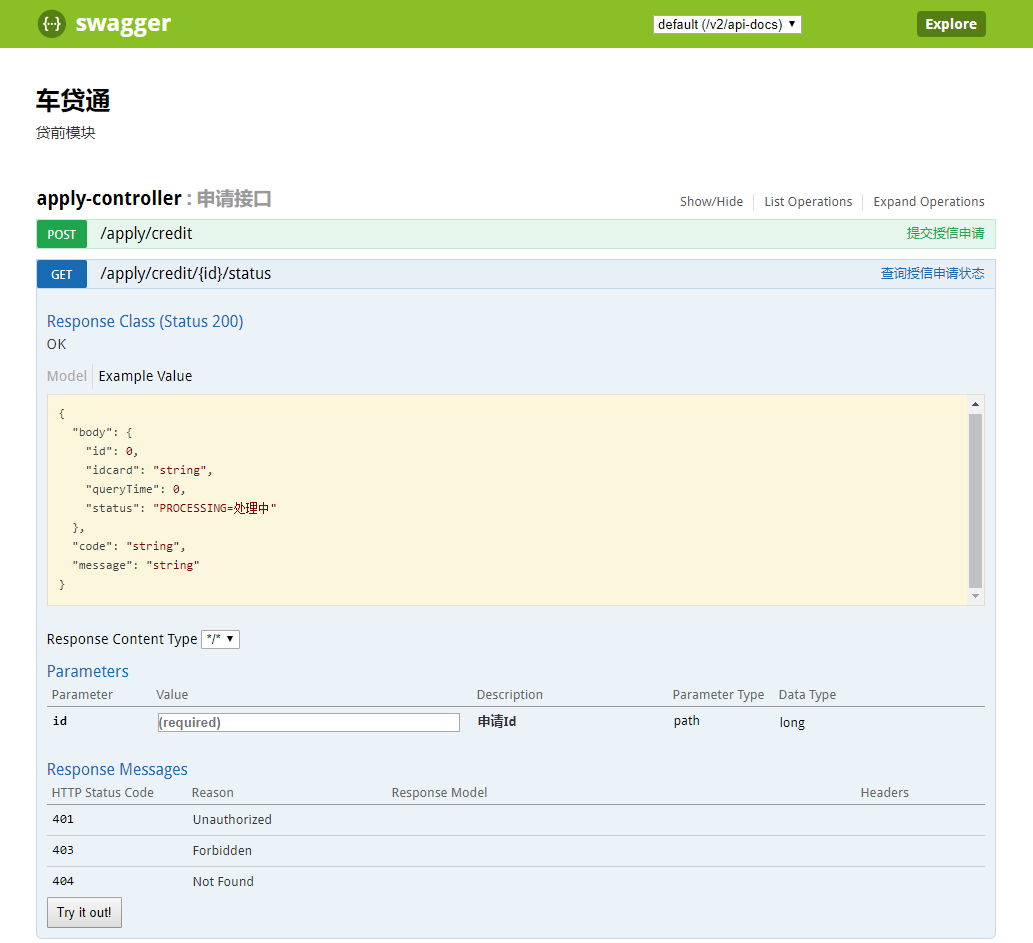 {···} swagger default (/v2/api-docs) Explore
车贷通
贷前模块
apply-controller : 申请接口 Show/Hide List Operations Expand Operations
POST /apply/credit 提交授信申请
GET /apply/credit/{id}/status 查询授信申请状态
Response Class (Status 200)
OK
Model Example Value
{
"body": {
"id": 0,
"idcard": "string",
"queryTime": 0,
"status": "PROCESSING=处理中"
},
"code": "string",
"message": "string"
}
Response Content Type */*
Parameters
Parameter Value Description Parameter Type Data Type
id (required) 申请Id path long
Response Messages
HTTP Status Code Reason Response Model Headers
401 Unauthorized
403 Forbidden
404 Not Found
Try it out!